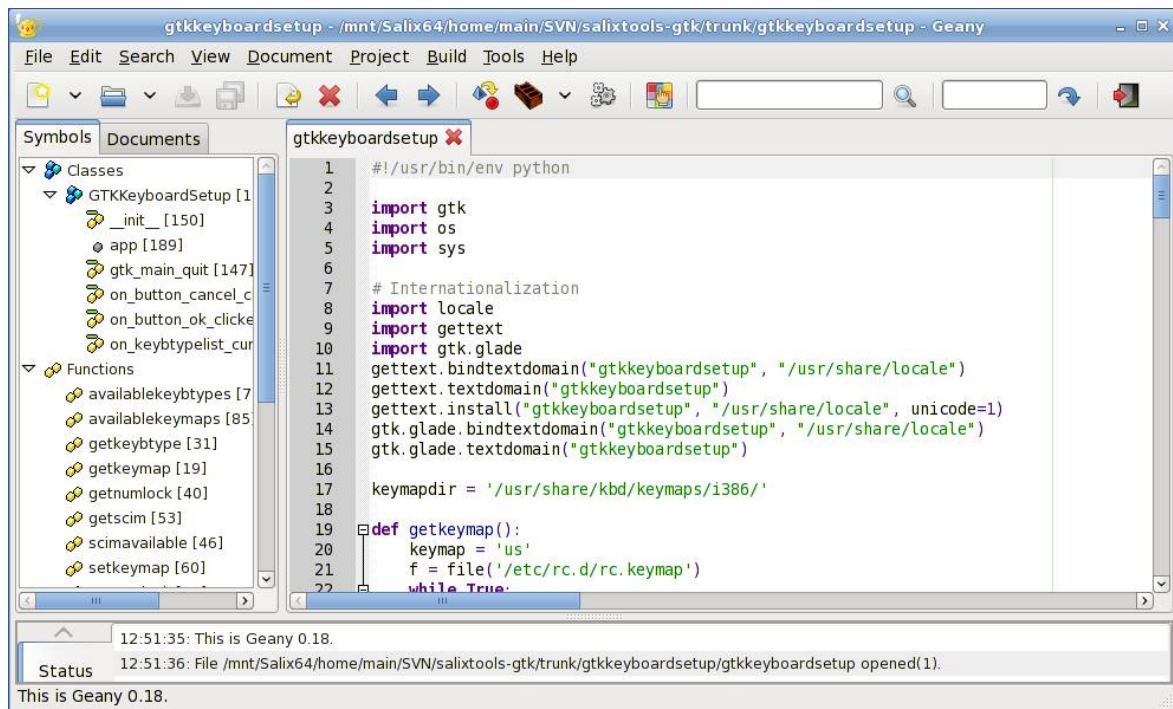 gtkkeyboardsetup - /mnt/Salix64/home/main/SVN/salixtools-gtk/trunk/gtkkeyboardsetup - Geany
File Edit Search View Document Project Build Tools Help
Symbols Documents
Classes
GTKKeyboardSetup [1
__init__ [150]
app [189]
gtk_main_quit [147]
on_button_cancel_c
on_button_ok_clicke
on_keybtypelist_cur
Functions
availablekeybtypes [7
availablekeymaps [85]
getkeybtype [31]
getkeymap [19]
getnumlock [40]
getscim [53]
scimavailable [46]
setkeymap [60]
gtkkeyboardsetup
1 #!/usr/bin/env python
2
3 import gtk
4 import os
5 import sys
6
7 # Internationalization
8 import locale
9 import gettext
10 import gtk.glade
11 gettext.bindtextdomain("gtkkeyboardsetup", "/usr/share/locale")
12 gettext.textdomain("gtkkeyboardsetup")
13 gettext.install("gtkkeyboardsetup", "/usr/share/locale", unicode=1)
14 gtk.glade.bindtextdomain("gtkkeyboardsetup", "/usr/share/locale")
15 gtk.glade.textdomain("gtkkeyboardsetup")
16
17 keymapdir = '/usr/share/kbd/keymaps/i386/'
18
19 def getkeymap():
20 keymap = 'us'
21 f = file('/etc/rc.d/rc.keymap')
22 while True:
Status
12:51:35: This is Geany 0.18.
12:51:36: File /mnt/Salix64/home/main/SVN/salixtools-gtk/trunk/gtkkeyboardsetup/gtkkeyboardsetup opened(1).
This is Geany 0.18.